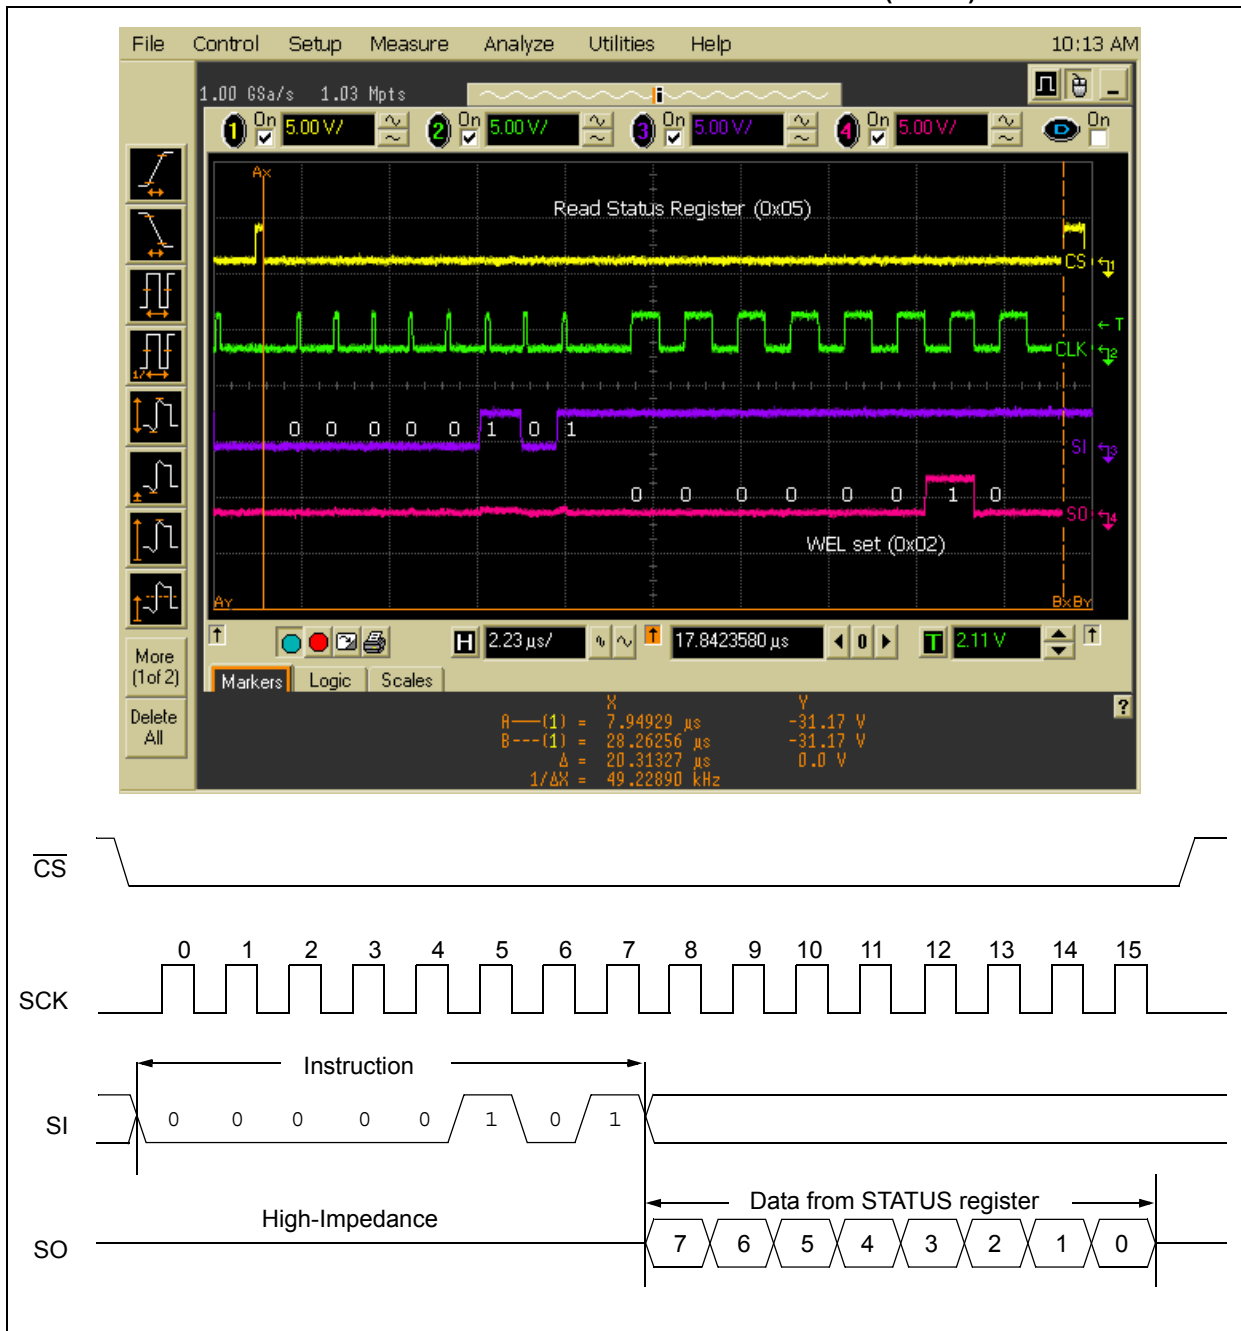 File Control Setup Measure Analyze Utilities Help 10:13 AM
1.00 GSa/s 1.03 Mpts
1 On 5.00 V/ 2 On 5.00 V/ 3 On 5.00 V/ 4 On 5.00 V/ D On
Ax
Read Status Register (0x05)
CS 1
T
CLK 2
0 0 0 0 0 1 0 1
SI 3
0 0 0 0 0 0 1 0
SO 4
WEL set (0x02)
Ay BxBy
H 2.23 µs/ 17.8423580 µs 0 T 2.11 V
More
(1of 2)
Markers Logic Scales
Delete
All
?
X Y
A—(1) = 7.94929 µs -31.17 V
B---(1) = 28.26256 µs -31.17 V
Δ = 20.31327 µs 0.0 V
1/ΔX = 49.22890 kHz
CS
0 1 2 3 4 5 6 7 8 9 10 11 12 13 14 15
SCK
Instruction
SI 0 0 0 0 0 1 0 1
Data from STATUS register
High-Impedance
SO 7 6 5 4 3 2 1 0